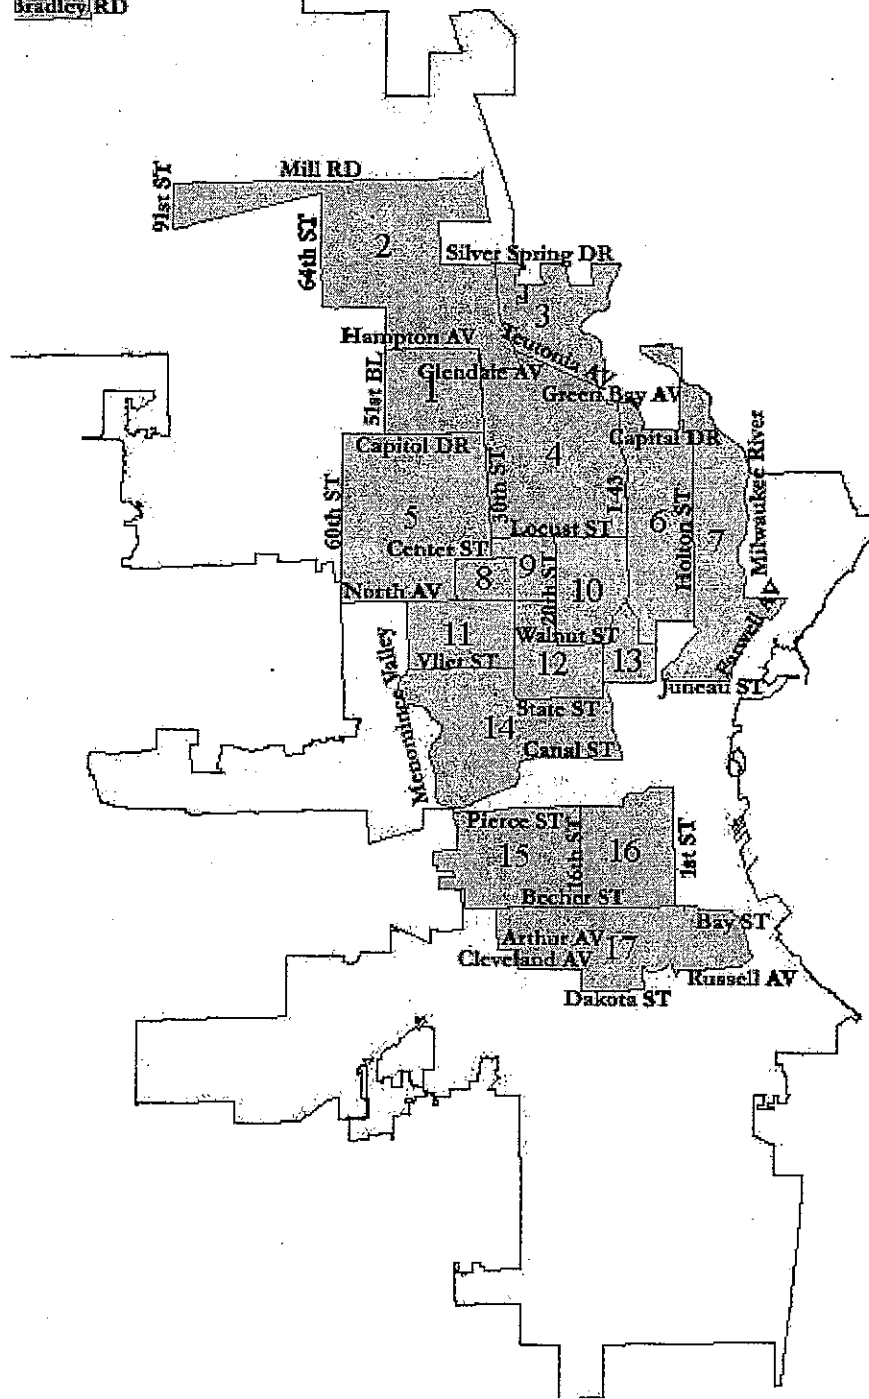 Bradley RD
Mill RD
91st ST
64th ST
2
Silver Spring DR
3
Teutonia AV
Hampton AV
Glendale AV
51st BL
1
Green Bay AV
Capitol DR
Capital DR
4
30th ST
I-43
60th ST
5
6
Holton ST
7
Milwaukee River
Locust ST
Center ST
9
8
20th ST
10
North AV
Farwell AV
11
Walnut ST
Vliet ST
12
13
Juneau ST
Menominee Valley
State ST
14
Canal ST
Pierce ST
15
16th ST
16
1st ST
Becher ST
Bay ST
Arthur AV
17
Cleveland AV
Russell AV
Dakota ST